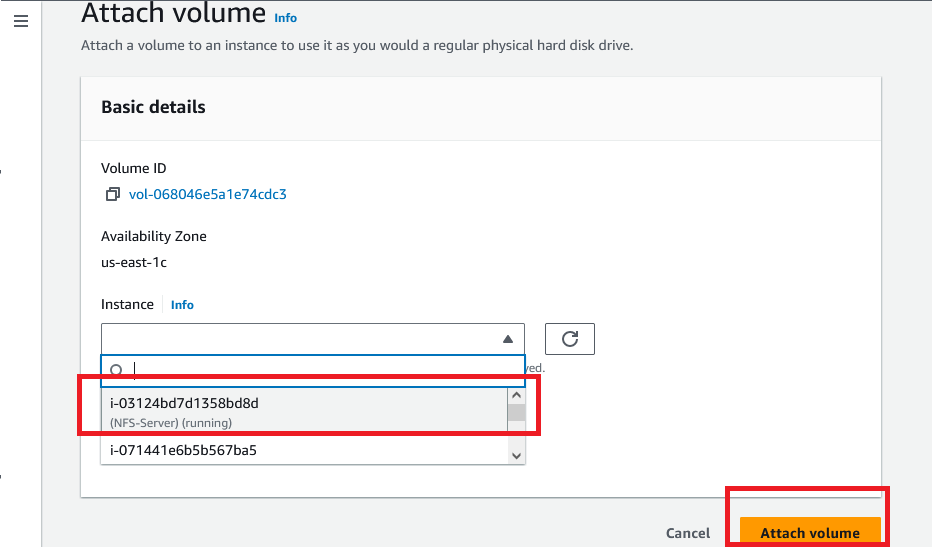 Attach volume Info
Attach a volume to an instance to use it as you would a regular physical hard disk drive.
Basic details
Volume ID
vol-068046e5a1e74cdc3
Availability Zone
us-east-1c
Instance Info
i-03124bd7d1358bd8d
(NFS-Server) (running)
i-071441e6b5b567ba5
Cancel Attach volume